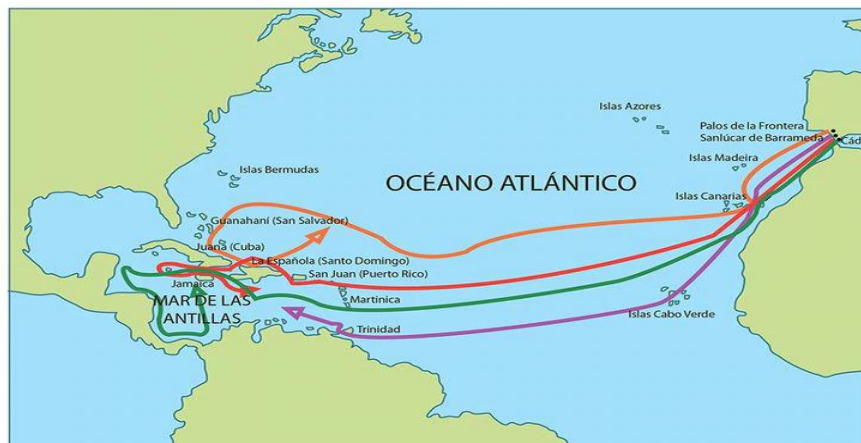 Islas Azores
Palos de la Frontera
Sanlúcar de Barrameda
Cád
Islas Madeira
Islas Bermudas
OCÉANO ATLÁNTICO
Islas Canarias
Guanahaní (San Salvador)
Juana (Cuba)
La Española (Santo Domingo)
San Juan (Puerto Rico)
Jamaica
MAR DE LAS
ANTILLAS
Martinica
Islas Cabo Verde
Trinidad